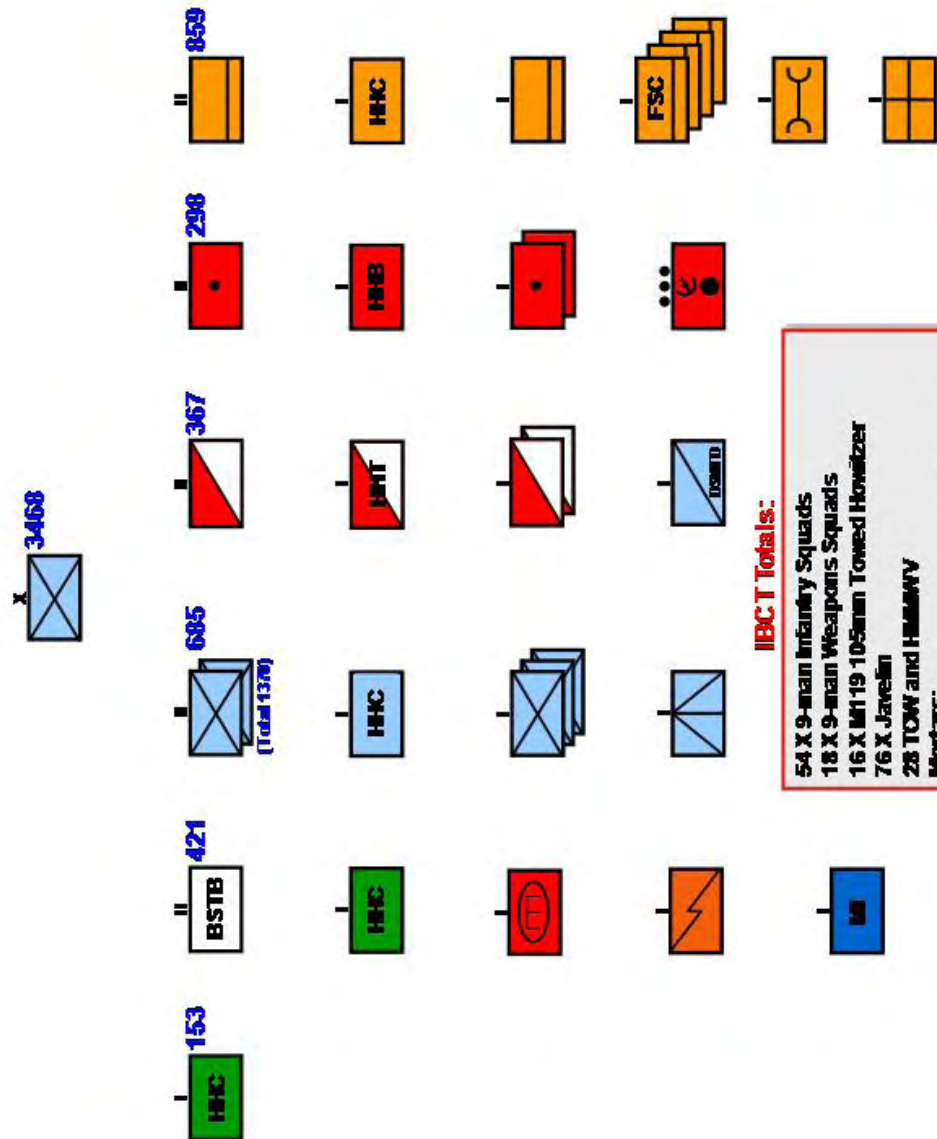 X
3468
153
421
685
367
298
859
HHC
BSTB
(Total 1370)
HHC
HHC
HHT
HHB
HHC
FSC
DSMTD
MI
IBCT Totals:
54 X 9-man Infantry Squads
18 X 9-man Weapons Squads
16 X M119 105mm Towed Howitzer
76 X Javelin
28 TOW and HMMWV